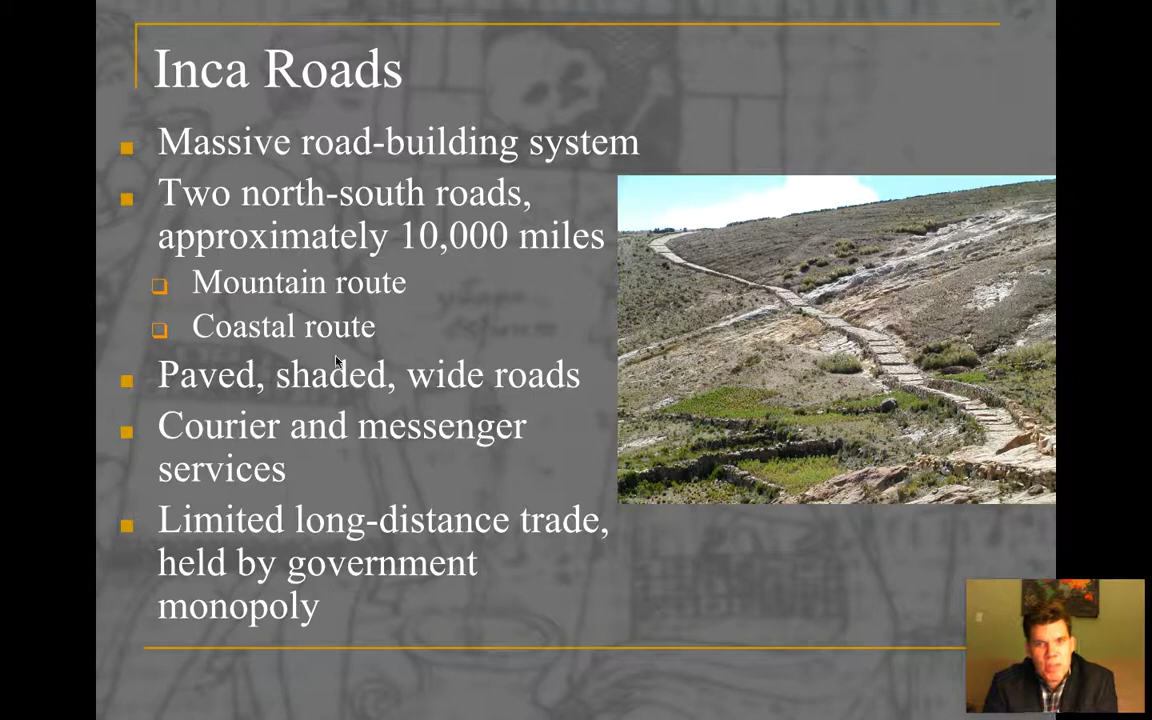 Inca Roads
Massive road-building system
Two north-south roads,
approximately 10,000 miles
Mountain route
Coastal route
Paved, shaded, wide roads
Courier and messenger
services
Limited long-distance trade,
held by government
monopoly